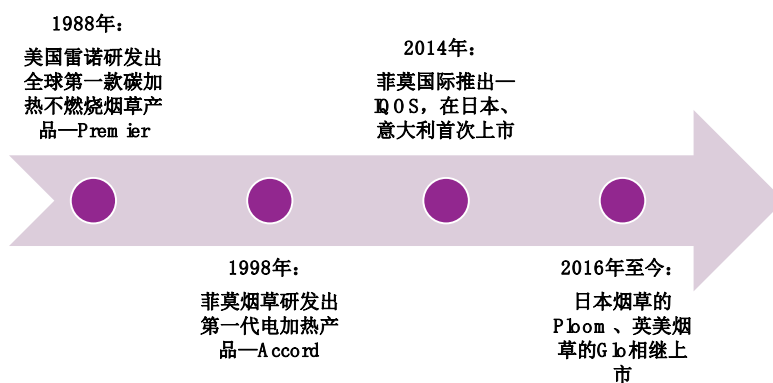 1988年：
美国雷诺研发出
全球第一款碳加
热不燃烧烟草产
品—Premier
1998年：
菲莫烟草研发出
第一代电加热产
品—Accord
2014年：
菲莫国际推出—
IQOS，在日本、
意大利首次上市
2016年至今：
日本烟草的
Ploom、英美烟
草的Glo相继上
市